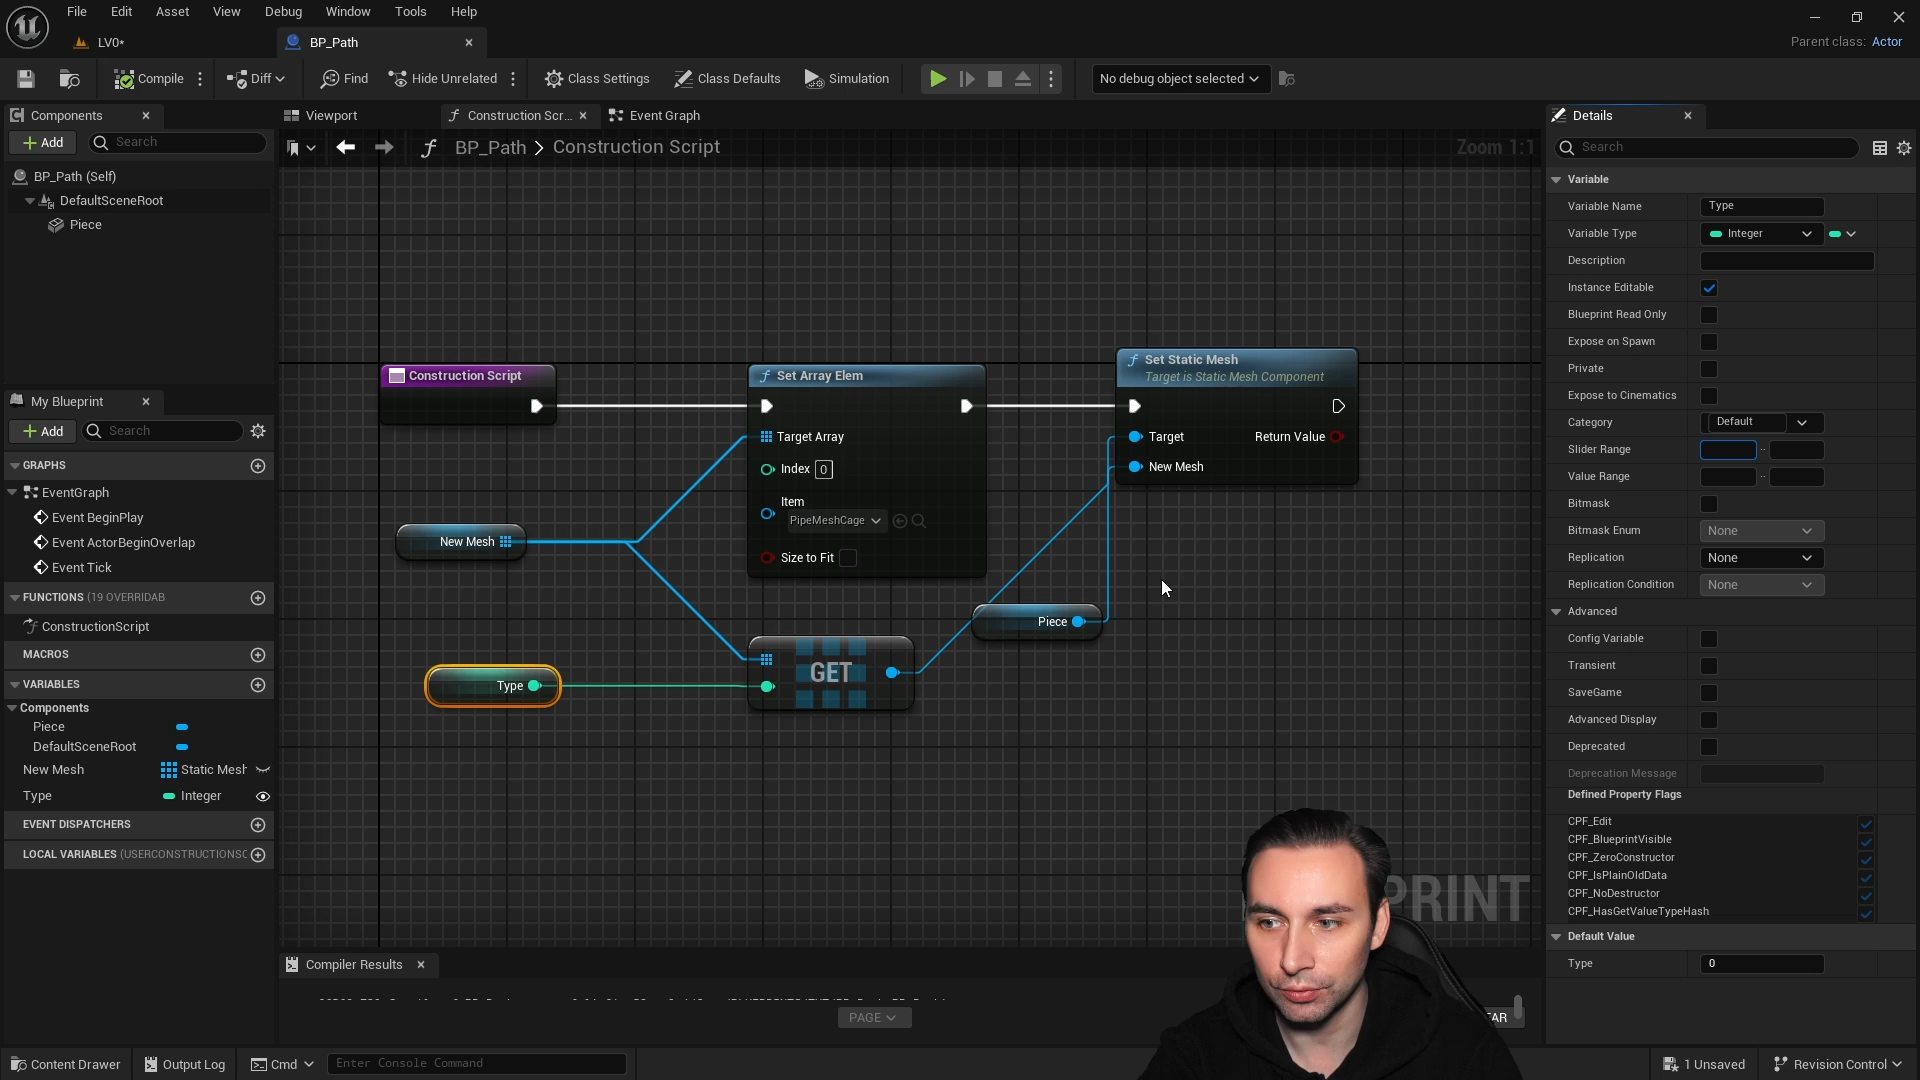 File Edit Asset View Debug Window Tools Help
LV0*
BP_Path
Parent class: Actor
Compile
Diff
Find
Hide Unrelated
Class Settings
Class Defaults
Simulation
No debug object selected
Components
Add
Search
BP_Path (Self)
DefaultSceneRoot
Piece
My Blueprint
Add
Search
GRAPHS
EventGraph
Event BeginPlay
Event ActorBeginOverlap
Event Tick
FUNCTIONS (19 OVERRIDAB
ConstructionScript
MACROS
VARIABLES
Components
Piece
DefaultSceneRoot
New Mesh Static Mesh
Type Integer
EVENT DISPATCHERS
LOCAL VARIABLES (USERCONSTRUCTIONSC
Viewport
Construction Scr...
Event Graph
BP_Path > Construction Script
Zoom 1:1
Construction Script
Set Array Elem
Target Array
Index 0
Item
PipeMeshCage
Size to Fit
Set Static Mesh
Target is Static Mesh Component
Target Return Value
New Mesh
New Mesh
Piece
Type
GET
PRINT
Compiler Results
PAGE
EAR
Details
Search
Variable
Variable Name Type
Variable Type Integer
Description
Instance Editable
Blueprint Read Only
Expose on Spawn
Private
Expose to Cinematics
Category Default
Slider Range ..
Value Range ..
Bitmask
Bitmask Enum None
Replication None
Replication Condition None
Advanced
Config Variable
Transient
SaveGame
Advanced Display
Deprecated
Deprecation Message
Defined Property Flags
CPF_Edit
CPF_BlueprintVisible
CPF_ZeroConstructor
CPF_IsPlainOldData
CPF_NoDestructor
CPF_HasGetValueTypeHash
Default Value
Type 0
Content Drawer
Output Log
Cmd
Enter Console Command
1 Unsaved
Revision Control